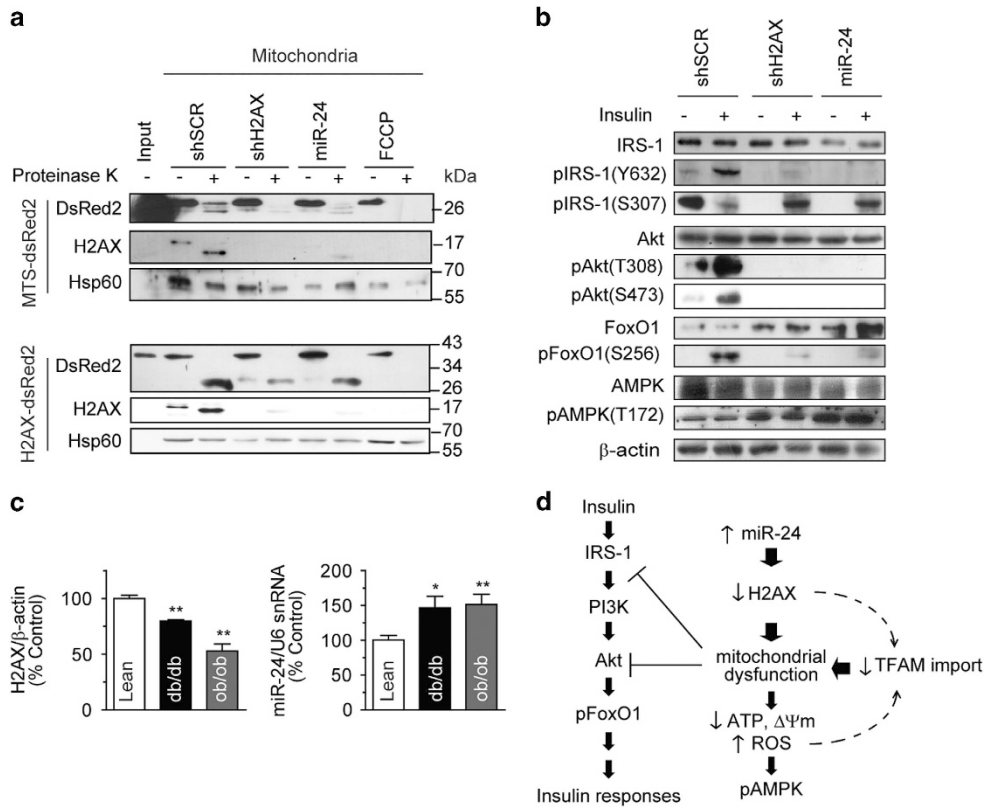 a
Mitochondria
Input
shSCR
shH2AX
miR-24
FCCP
Proteinase K - - + - + - + - + kDa
MTS-dsRed2
DsRed2
26
H2AX
17
Hsp60
70
55
H2AX-dsRed2
DsRed2
43
34
26
H2AX
17
Hsp60
70
55
b
shSCR
shH2AX
miR-24
Insulin - + - + - +
IRS-1
pIRS-1(Y632)
pIRS-1(S307)
Akt
pAkt(T308)
pAkt(S473)
FoxO1
pFoxO1(S256)
AMPK
pAMPK(T172)
β-actin
c
H2AX/β-actin
(% Control)
100
50
0
Lean
db/db
ob/ob
**
**
miR-24/U6 snRNA
(% Control)
200
150
100
50
0
Lean
db/db
ob/ob
*
**
d
Insulin
IRS-1
PI3K
Akt
pFoxO1
Insulin responses
↑ miR-24
↓ H2AX
mitochondrial
dysfunction
↓ TFAM import
↓ ATP, ΔΨm
↑ ROS
pAMPK